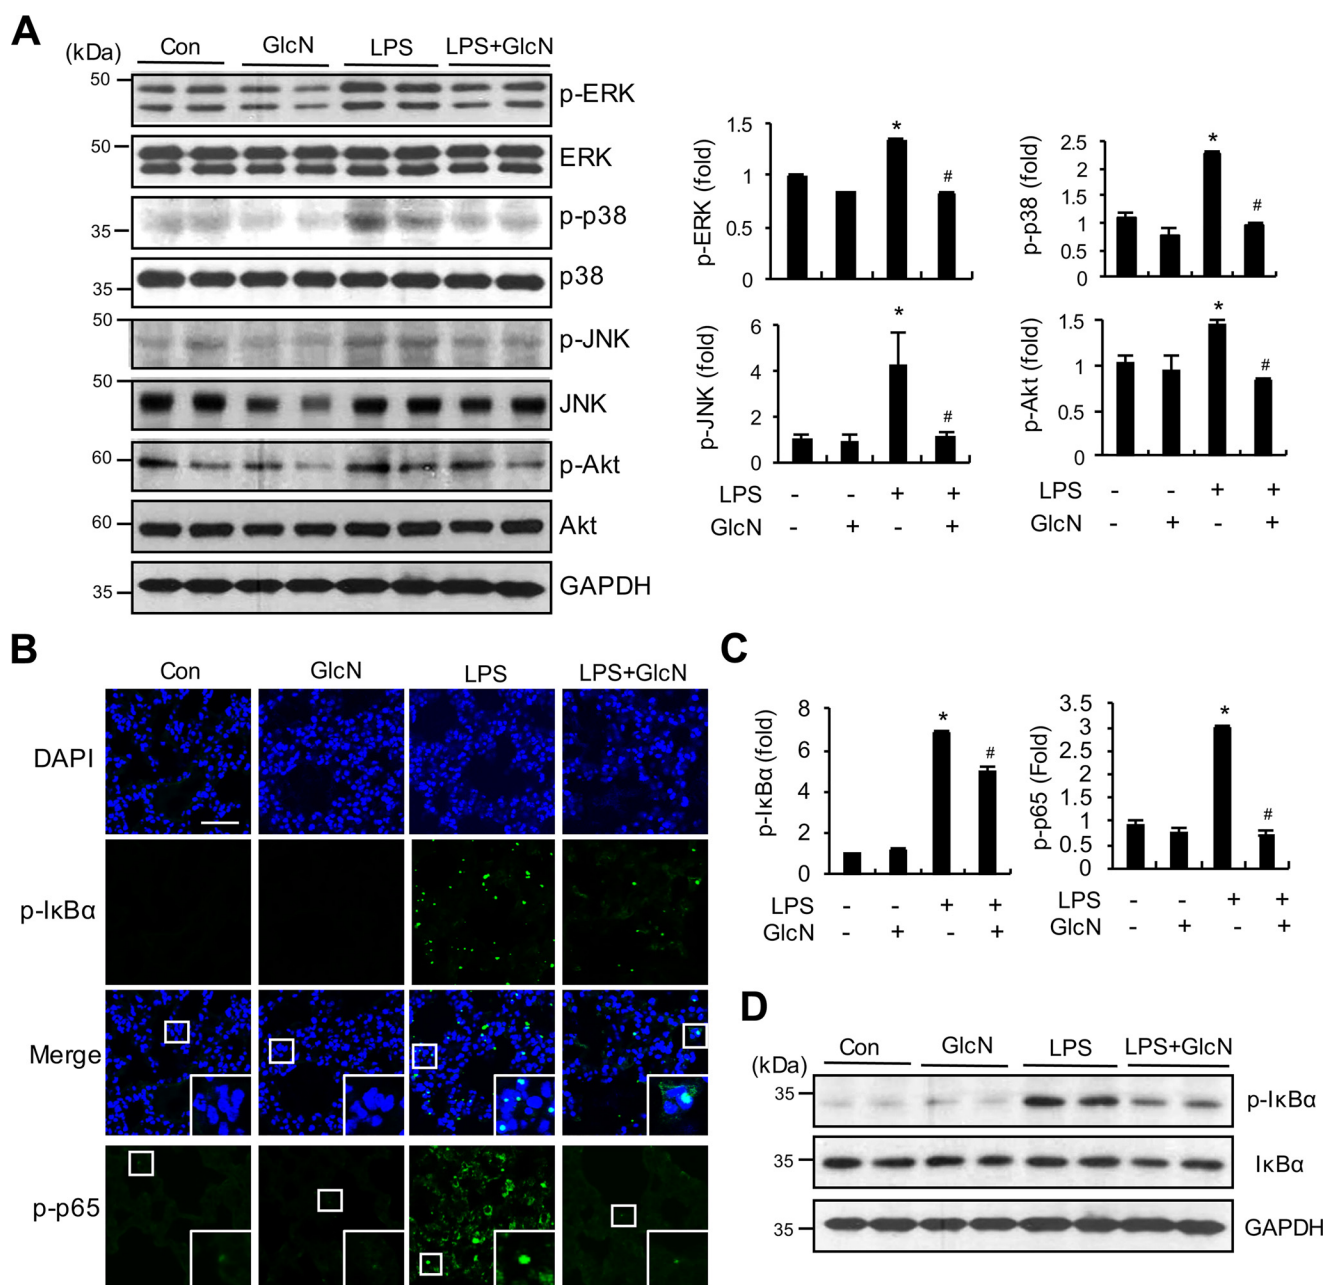 A
(kDa) Con GlcN LPS LPS+GlcN
50 p-ERK
50 ERK
35 p-p38
35 p38
50 p-JNK
50 JNK
60 p-Akt
60 Akt
35 GAPDH
p-ERK (fold)
1.5
1
0.5
0
*
#
p-p38 (fold)
2.5
2
1.5
1
0.5
0
*
#
p-JNK (fold)
6
4
2
0
*
#
LPS - - + +
GlcN - + - +
p-Akt (fold)
1.5
1
0.5
0
*
#
LPS - - + +
GlcN - + - +
B
Con GlcN LPS LPS+GlcN
DAPI
p-IκBα
Merge
p-p65
C
p-IκBα (fold)
8
6
4
2
0
*
#
LPS - - + +
GlcN - + - +
p-p65 (Fold)
3.5
3
2.5
2
1.5
1
0.5
0
*
#
LPS - - + +
GlcN - + - +
D
(kDa) Con GlcN LPS LPS+GlcN
35 p-IκBα
35 IκBα
35 GAPDH